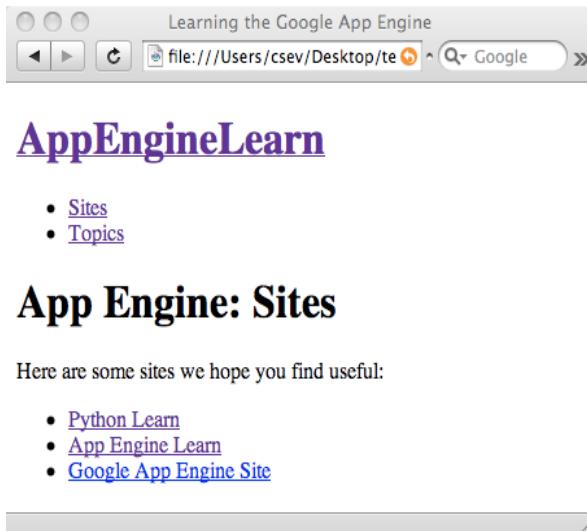 Learning the Google App Engine
file:///Users/csev/Desktop/te Google
AppEngineLearn
Sites
Topics
App Engine: Sites
Here are some sites we hope you find useful:
Python Learn
App Engine Learn
Google App Engine Site